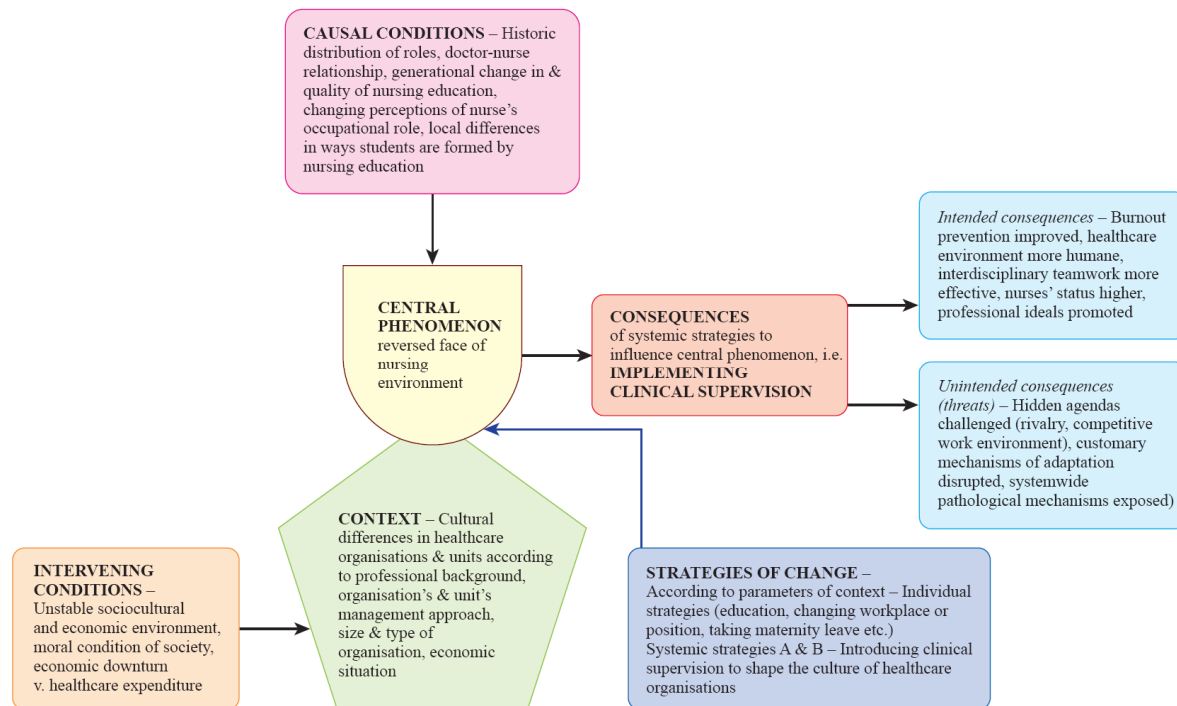 CAUSAL CONDITIONS – Historic
distribution of roles, doctor-nurse
relationship, generational change in &
quality of nursing education,
changing perceptions of nurse's
occupational role, local differences
in ways students are formed by
nursing education
CENTRAL
PHENOMENON
reversed face of
nursing
environment
CONSEQUENCES
of systemic strategies to
influence central phenomenon, i.e.
IMPLEMENTING
CLINICAL SUPERVISION
Intended consequences – Burnout
prevention improved, healthcare
environment more humane,
interdisciplinary teamwork more
effective, nurses' status higher,
professional ideals promoted
Unintended consequences
(threats) – Hidden agendas
challenged (rivalry, competitive
work environment), customary
mechanisms of adaptation
disrupted, systemwide
pathological mechanisms exposed)
CONTEXT – Cultural
differences in healthcare
organisations & units according
to professional background,
organisation's & unit's
management approach,
size & type of
organisation, economic
situation
INTERVENING
CONDITIONS –
Unstable sociocultural
and economic environment,
moral condition of society,
economic downturn
v. healthcare expenditure
STRATEGIES OF CHANGE –
According to parameters of context – Individual
strategies (education, changing workplace or
position, taking maternity leave etc.)
Systemic strategies A & B – Introducing clinical
supervision to shape the culture of healthcare
organisations